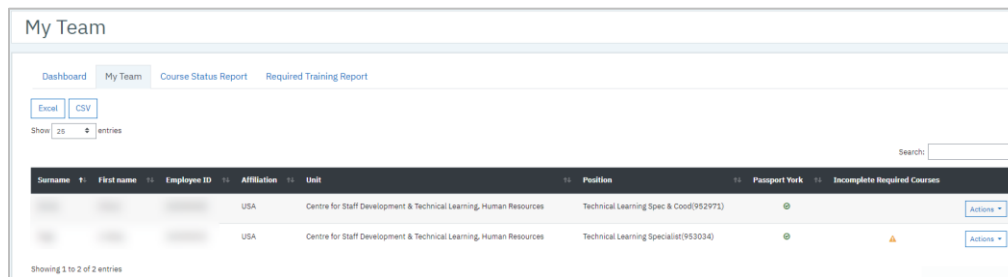 My Team
Dashboard My Team Course Status Report Required Training Report
Excel CSV
Show 25 entries
Search:
Surname First name Employee ID Affiliation Unit Position Passport York Incomplete Required Courses
USA Centre for Staff Development & Technical Learning, Human Resources Technical Learning Spec & Cood(952971) Actions
USA Centre for Staff Development & Technical Learning, Human Resources Technical Learning Specialist(953034) Actions
Showing 1 to 2 of 2 entries